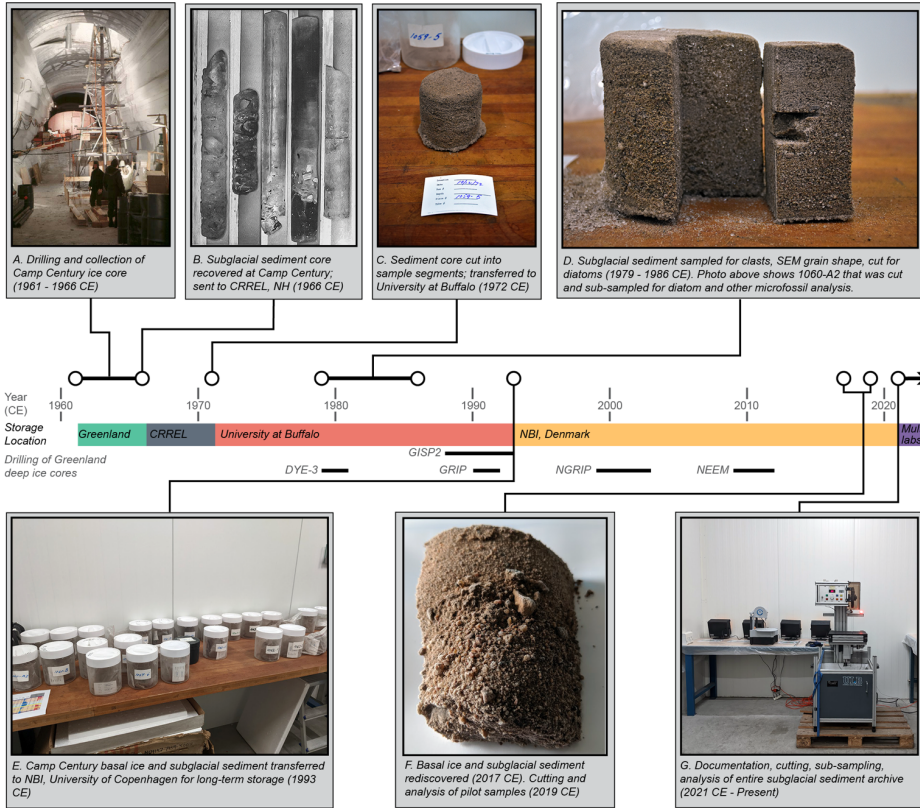 1059-5
1059-5
A. Drilling and collection of
Camp Century ice core
(1961 - 1966 CE)
B. Subglacial sediment core
recovered at Camp Century;
sent to CRREL, NH (1966 CE)
C. Sediment core cut into
sample segments; transferred to
University at Buffalo (1972 CE)
D. Subglacial sediment sampled for clasts, SEM grain shape, cut for
diatoms (1979 - 1986 CE). Photo above shows 1060-A2 that was cut
and sub-sampled for diatom and other microfossil analysis.
Year
(CE)
1960
1970
1980
1990
2000
2010
2020
Storage
Location
Greenland
CRREL
University at Buffalo
NBI, Denmark
Mul
labs
Drilling of Greenland
deep ice cores
GISP2
DYE-3
GRIP
NGRIP
NEEM
E. Camp Century basal ice and subglacial sediment transferred
to NBI, University of Copenhagen for long-term storage (1993
CE)
F. Basal ice and subglacial sediment
rediscovered (2017 CE). Cutting and
analysis of pilot samples (2019 CE)
G. Documentation, cutting, sub-sampling,
analysis of entire subglacial sediment archive
(2021 CE - Present)